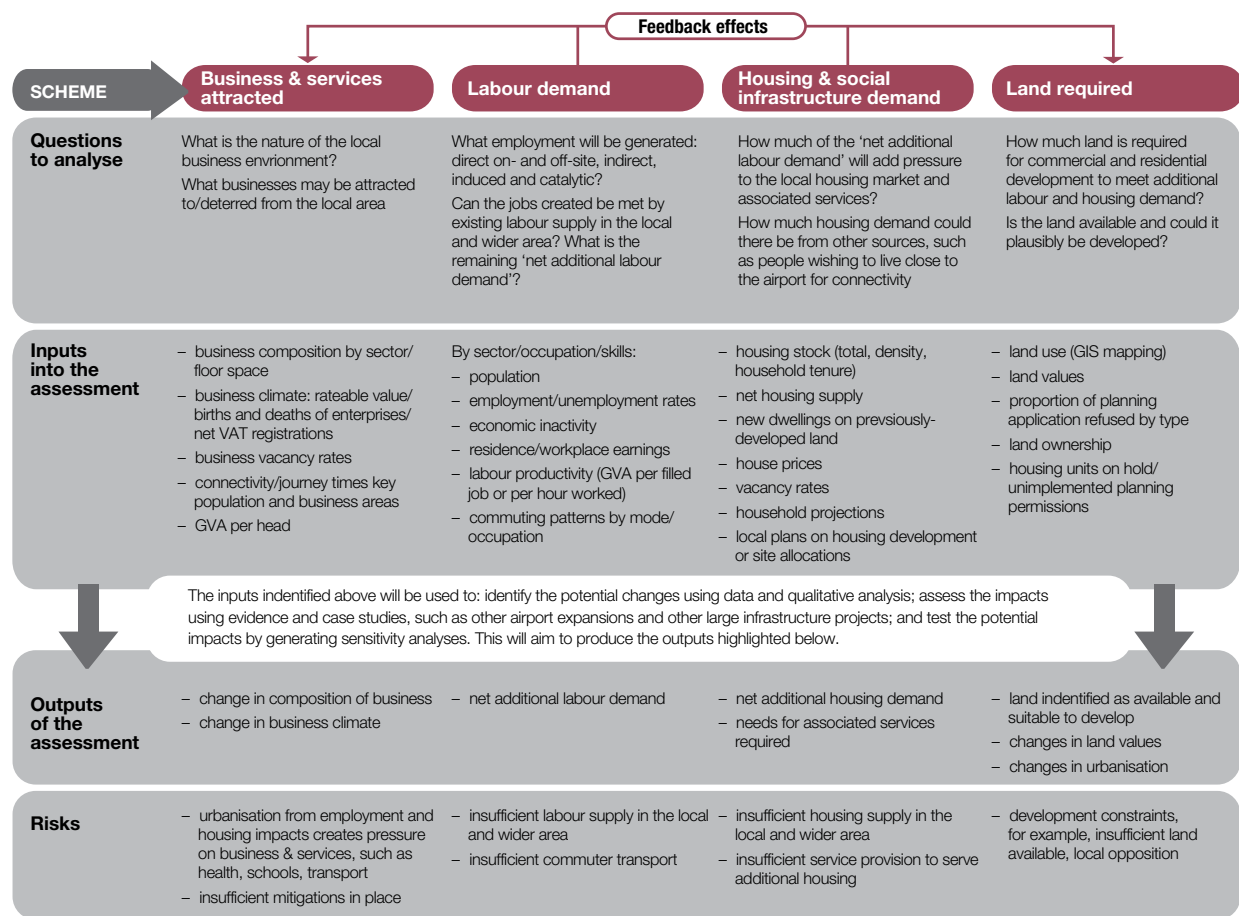 Feedback effects
SCHEME
Business & services
attracted
Labour demand
Housing & social
infrastructure demand
Land required
Questions
to analyse
What is the nature of the local
business envrionment?
What businesses may be attracted
to/deterred from the local area
What employment will be generated:
direct on- and off-site, indirect,
induced and catalytic?
Can the jobs created be met by
existing labour supply in the local
and wider area? What is the
remaining ‘net additional labour
demand’?
How much of the ‘net additional
labour demand’ will add pressure
to the local housing market and
associated services?
How much housing demand could
there be from other sources, such
as people wishing to live close to
the airport for connectivity
How much land is required
for commercial and residential
development to meet additional
labour and housing demand?
Is the land available and could it
plausibly be developed?
Inputs
into the
assessment
– business composition by sector/
floor space
– business climate: rateable value/
births and deaths of enterprises/
net VAT registrations
– business vacancy rates
– connectivity/journey times key
population and business areas
– GVA per head
By sector/occupation/skills:
– population
– employment/unemployment rates
– economic inactivity
– residence/workplace earnings
– labour productivity (GVA per filled
job or per hour worked)
– commuting patterns by mode/
occupation
– housing stock (total, density,
household tenure)
– net housing supply
– new dwellings on prevsiously-
developed land
– house prices
– vacancy rates
– household projections
– local plans on housing development
or site allocations
– land use (GIS mapping)
– land values
– proportion of planning
application refused by type
– land ownership
– housing units on hold/
unimplemented planning
permissions
The inputs indentified above will be used to: identify the potential changes using data and qualitative analysis; assess the impacts
using evidence and case studies, such as other airport expansions and other large infrastructure projects; and test the potential
impacts by generating sensitivity analyses. This will aim to produce the outputs highlighted below.
Outputs
of the
assessment
– change in composition of business
– change in business climate
– net additional labour demand
– net additional housing demand
– needs for associated services
required
– land indentified as available and
suitable to develop
– changes in land values
– changes in urbanisation
Risks
– urbanisation from employment and
housing impacts creates pressure
on business & services, such as
health, schools, transport
– insufficient mitigations in place
– insufficient labour supply in the local
and wider area
– insufficient commuter transport
– insufficient housing supply in the
local and wider area
– insufficient service provision to serve
additional housing
– development constraints,
for example, insufficient land
available, local opposition